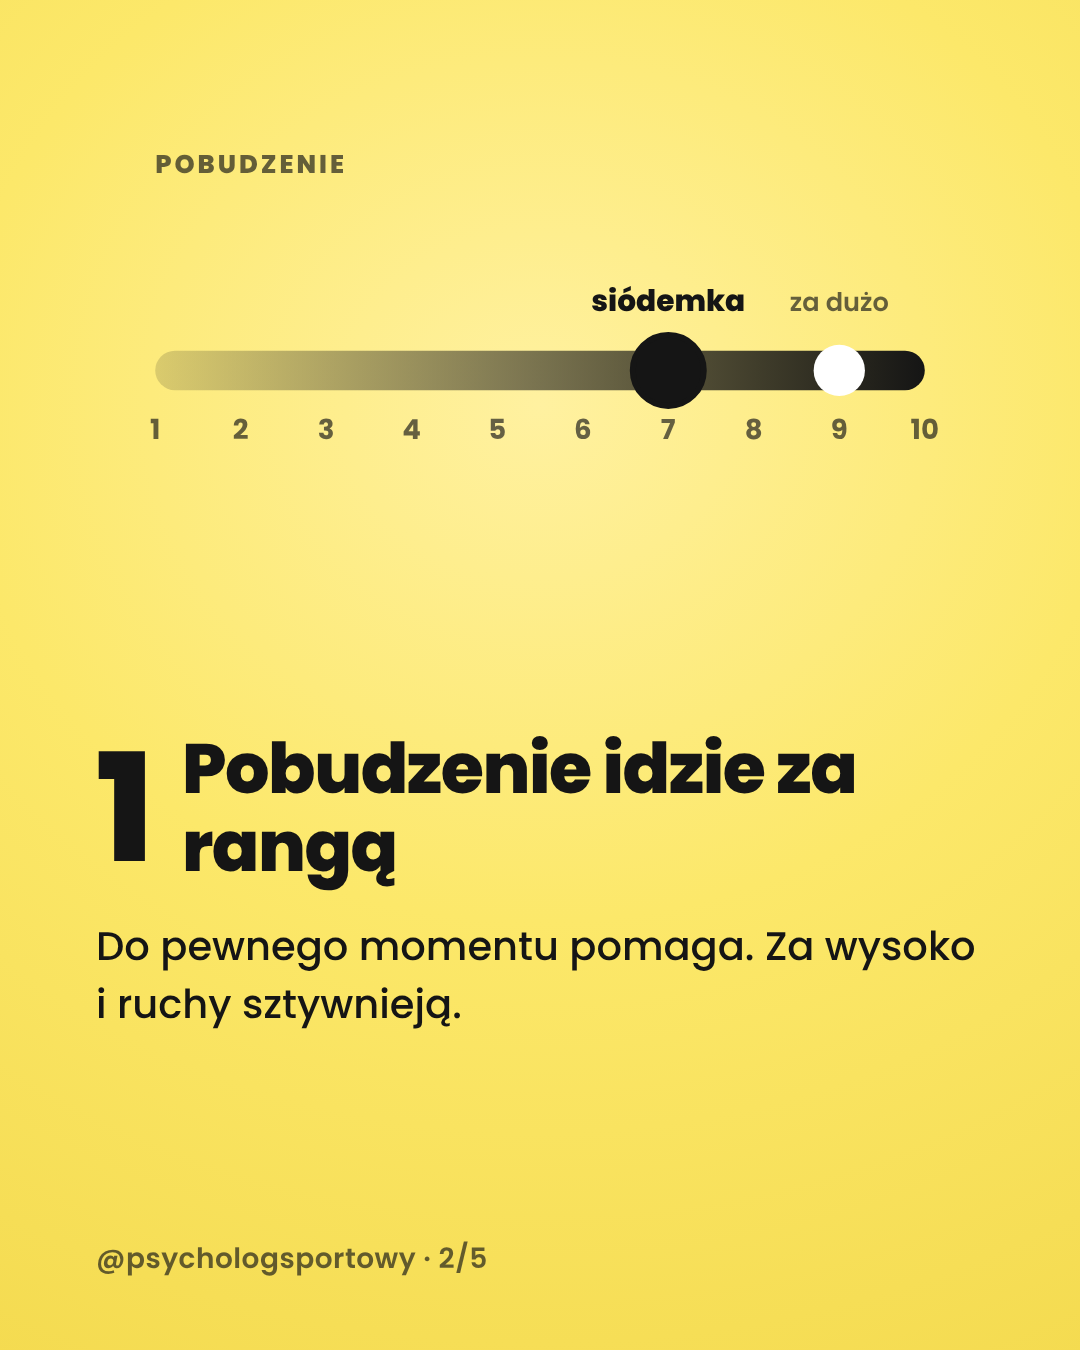 POBUDZENIE
siódemka za dużo
1 2 3 4 5 6 7 8 9 10
1 Pobudzenie idzie za
rangą
Do pewnego momentu pomaga. Za wysoko
i ruchy sztywnieją.
@psychologsportowy · 2/5